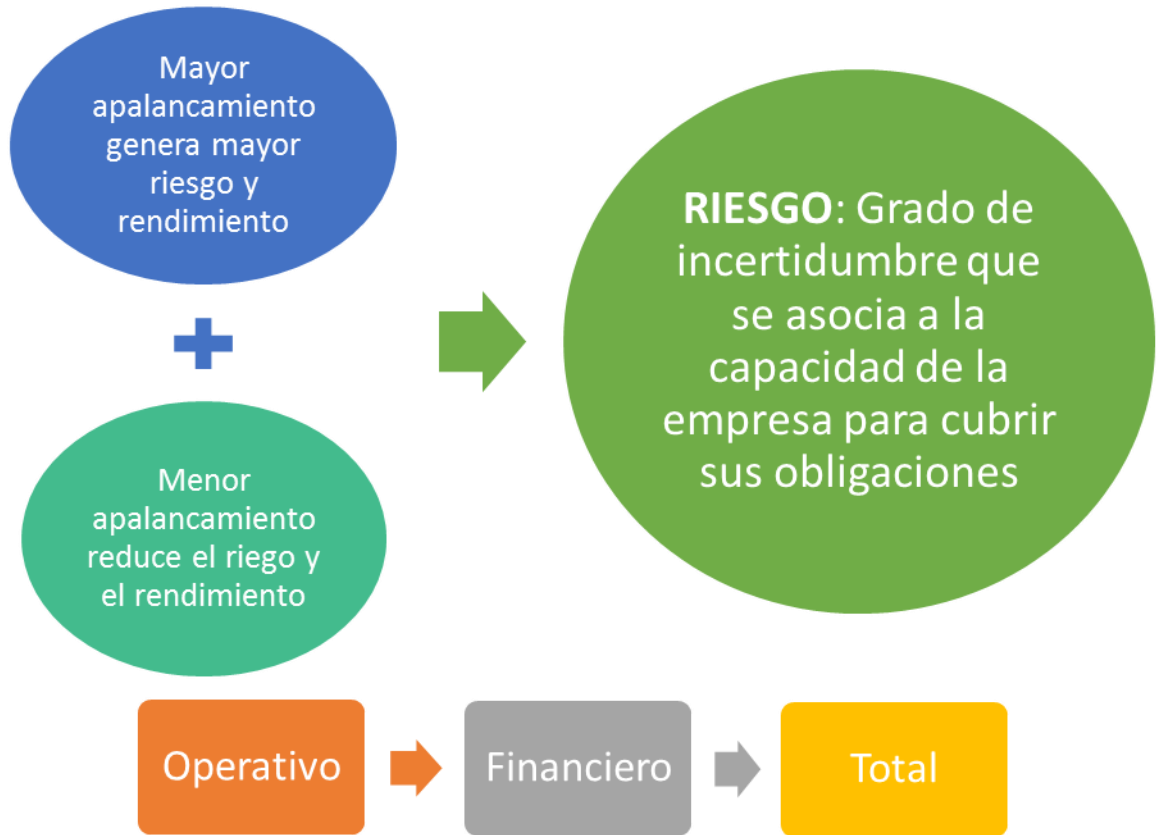 Mayor
apalancamiento
genera mayor
riesgo y
rendimiento
Menor
apalancamiento
reduce el riego y
el rendimiento
RIESGO: Grado de
incertidumbre que
se asocia a la
capacidad de la
empresa para cubrir
sus obligaciones
Operativo
Financiero
Total